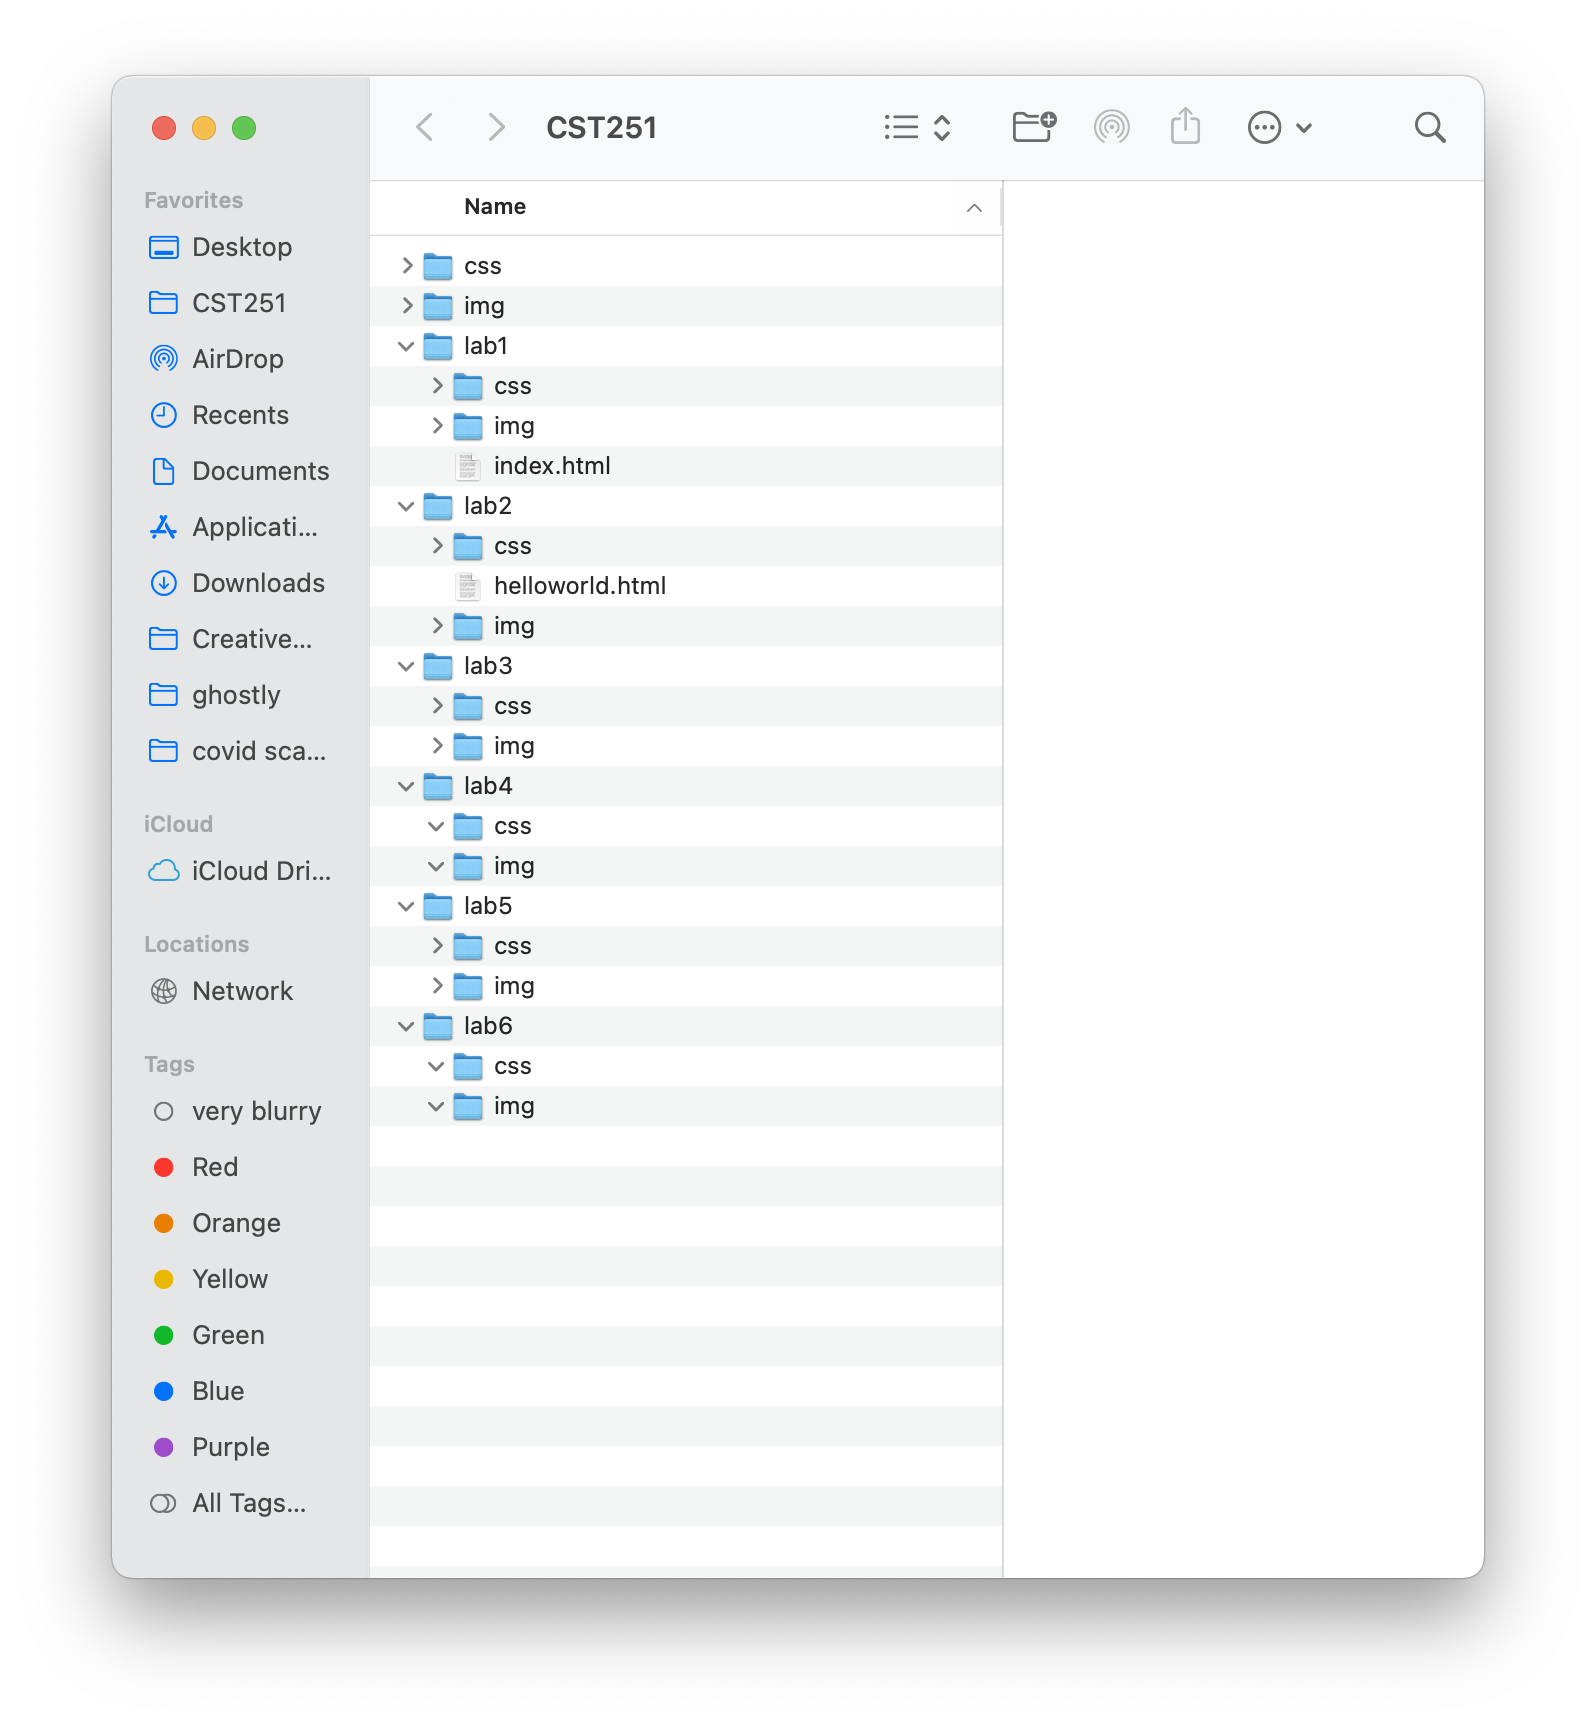 CST251
Favorites
Desktop
CST251
AirDrop
Recents
Documents
Applicati...
Downloads
Creative...
ghostly
covid sca...
iCloud
iCloud Dri...
Locations
Network
Tags
very blurry
Red
Orange
Yellow
Green
Blue
Purple
All Tags...
Name
css
img
lab1
css
img
index.html
lab2
css
helloworld.html
img
lab3
css
img
lab4
css
img
lab5
css
img
lab6
css
img